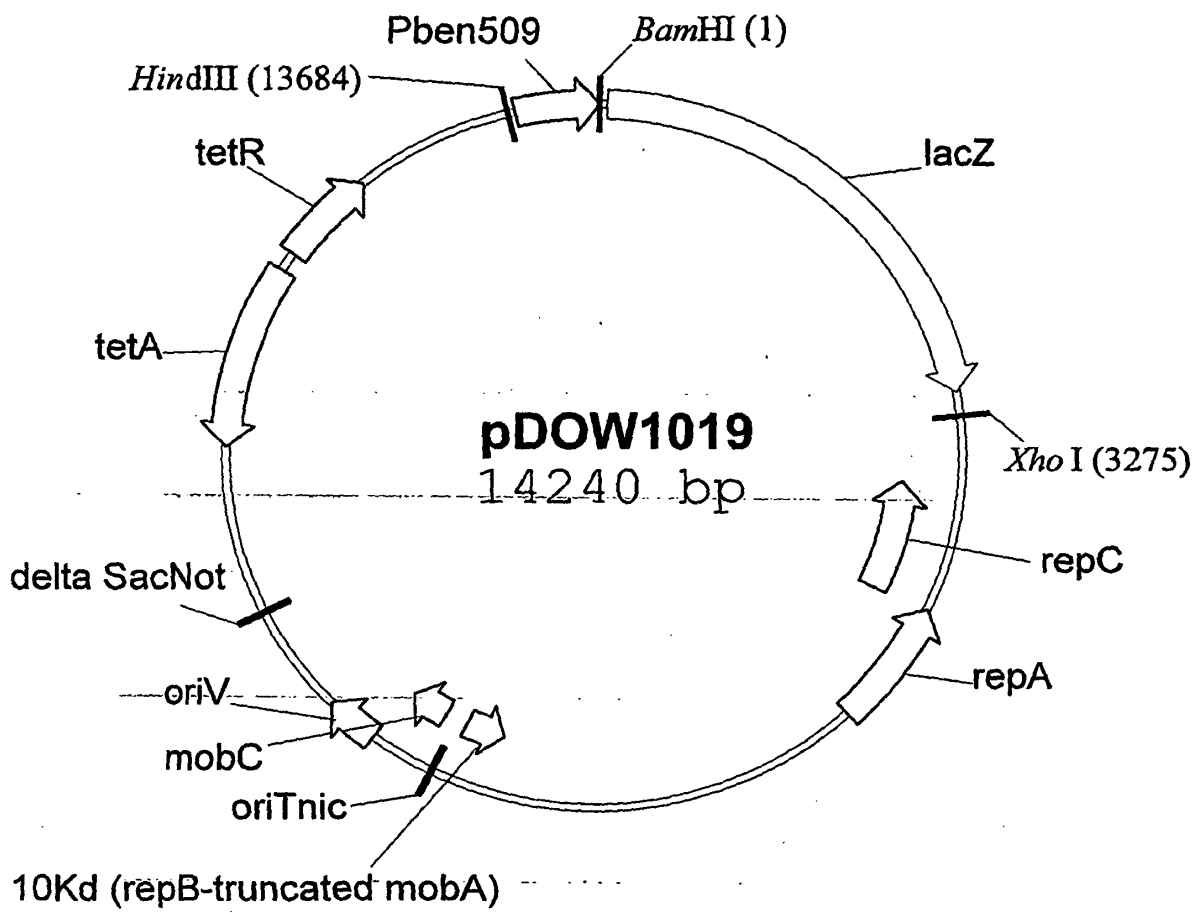 Pben509
BamHI (1)
HindIII (13684)
tetR
lacZ
tetA
pDOW1019
14240 bp
Xho I (3275)
repC
delta SacNot
repA
oriV
mobC
oriTnic
10Kd (repB-truncated mobA)